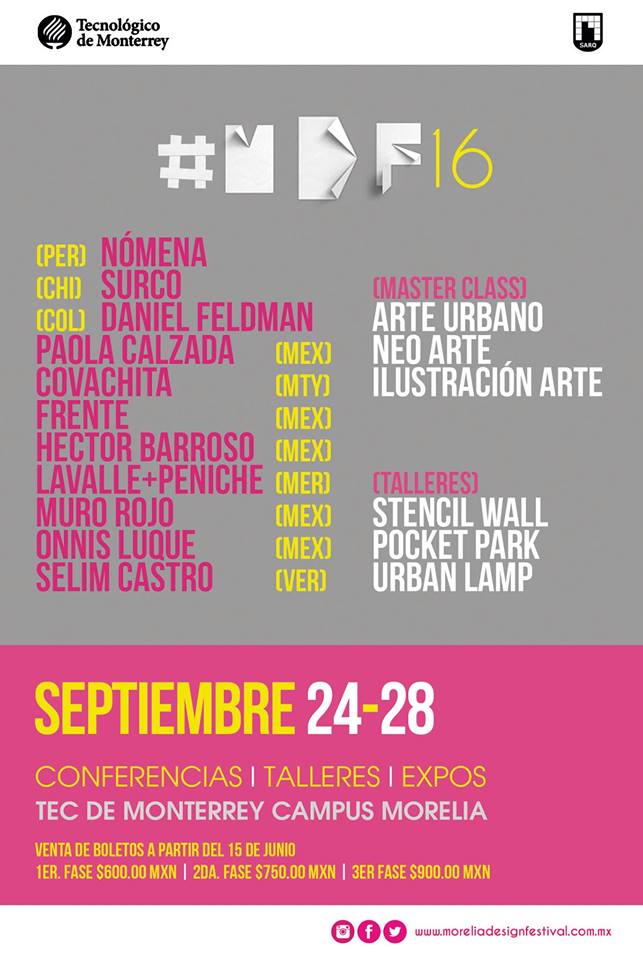 Tecnológico
de Monterrey
SARQ
#MDF16
(PER) NÓMENA
(CHI) SURCO
(COL) DANIEL FELDMAN
PAOLA CALZADA (MEX)
COVACHITA (MTY)
FRENTE (MEX)
HECTOR BARROSO (MEX)
LAVALLE+PENICHE (MER)
MURO ROJO (MEX)
ONNIS LUQUE (MEX)
SELIM CASTRO (VER)
(MASTER CLASS)
ARTE URBANO
NEO ARTE
ILUSTRACIÓN ARTE
(TALLERES)
STENCIL WALL
POCKET PARK
URBAN LAMP
SEPTIEMBRE 24-28
CONFERENCIAS | TALLERES | EXPOS
TEC DE MONTERREY CAMPUS MORELIA
VENTA DE BOLETOS A PARTIR DEL 15 DE JUNIO
1ER. FASE $600.00 MXN | 2DA. FASE $750.00 MXN | 3ER FASE $900.00 MXN
www.moreliadesignfestival.com.mx